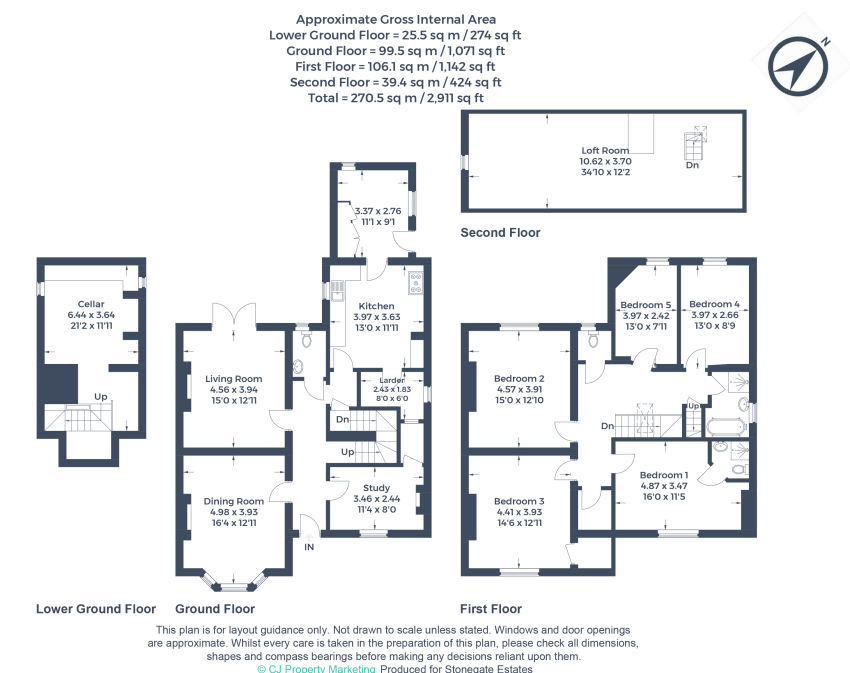 Approximate Gross Internal Area
Lower Ground Floor = 25.5 sq m / 274 sq ft
Ground Floor = 99.5 sq m / 1,071 sq ft
First Floor = 106.1 sq m / 1,142 sq ft
Second Floor = 39.4 sq m / 424 sq ft
Total = 270.5 sq m / 2,911 sq ft
N
Loft Room
10.62 x 3.70
34'10 x 12'2
Dn
Second Floor
3.37 x 2.76
11'1 x 9'1
Cellar
6.44 x 3.64
21'2 x 11'11
Up
Kitchen
3.97 x 3.63
13'0 x 11'11
Living Room
4.56 x 3.94
15'0 x 12'11
Larder
2.43 x 1.83
8'0 x 6'0
Dn
Up
Study
3.46 x 2.44
11'4 x 8'0
Dining Room
4.98 x 3.93
16'4 x 12'11
IN
Bedroom 5
3.97 x 2.42
13'0 x 7'11
Bedroom 4
3.97 x 2.66
13'0 x 8'9
Bedroom 2
4.57 x 3.91
15'0 x 12'10
Up
Dn
Bedroom 1
4.87 x 3.47
16'0 x 11'5
Bedroom 3
4.41 x 3.93
14'6 x 12'11
Lower Ground Floor
Ground Floor
First Floor
This plan is for layout guidance only. Not drawn to scale unless stated. Windows and door openings
are approximate. Whilst every care is taken in the preparation of this plan, please check all dimensions,
shapes and compass bearings before making any decisions reliant upon them.
© CJ Property Marketing Produced for Stonegate Estates